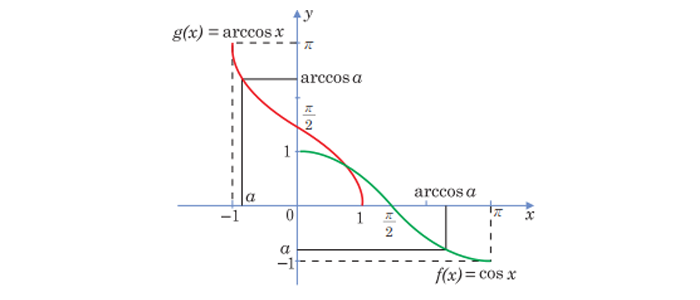 y
g(x) = arccos x
π
arccos a
π/2
1
arccos a
a
−1
0
1
π/2
π
x
a
−1
f(x) = cos x